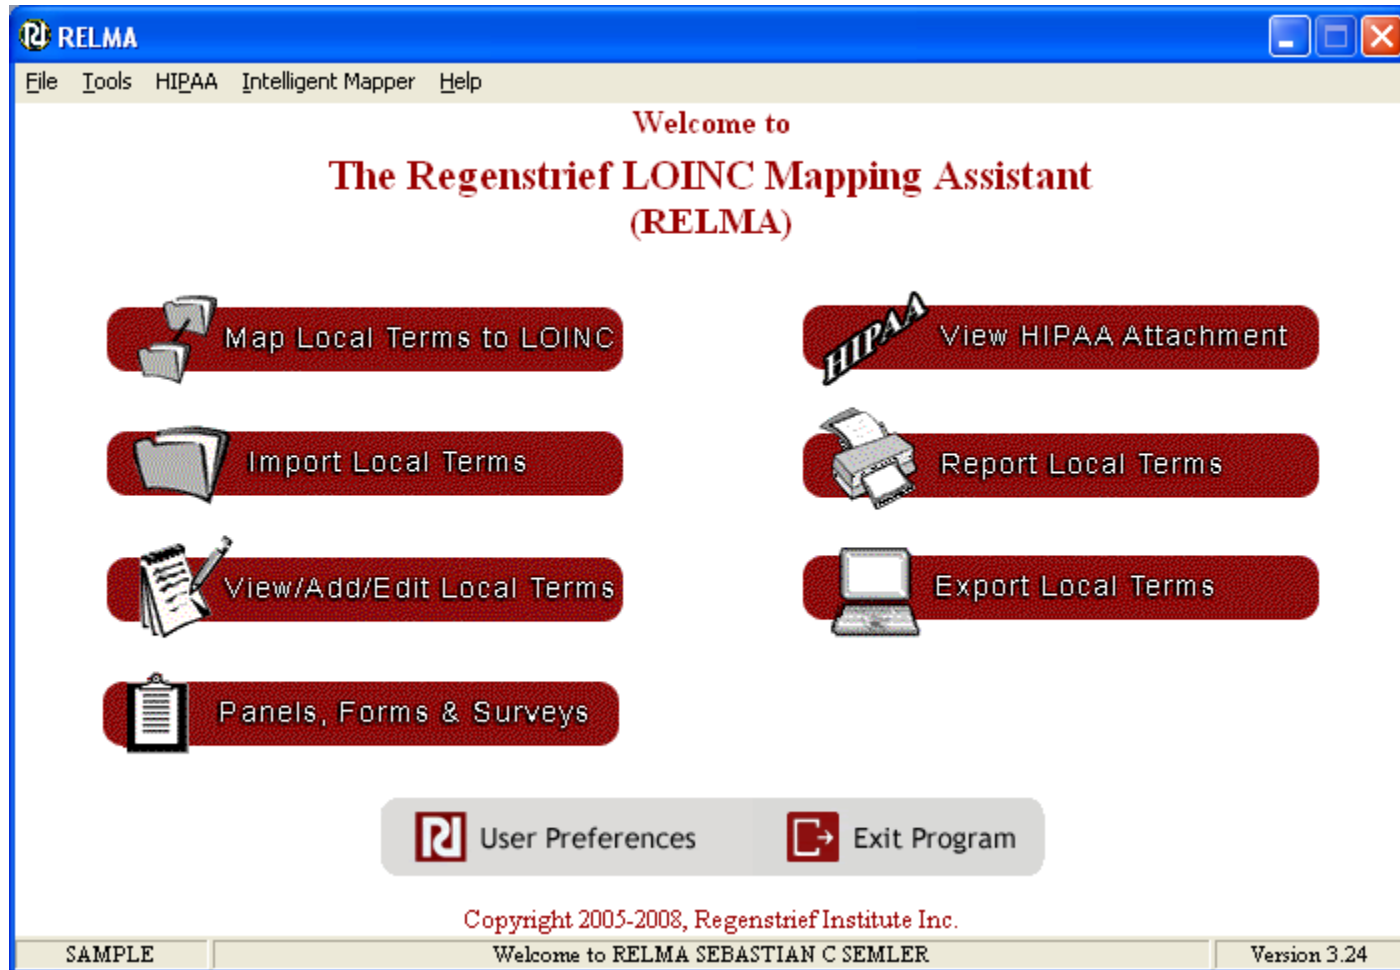 RELMA
File Tools HIPAA Intelligent Mapper Help
Welcome to
The Regenstrief LOINC Mapping Assistant
(RELMA)
Map Local Terms to LOINC
HIPAA View HIPAA Attachment
Import Local Terms
Report Local Terms
View/Add/Edit Local Terms
Export Local Terms
Panels, Forms & Surveys
User Preferences Exit Program
Copyright 2005-2008, Regenstrief Institute Inc.
SAMPLE Welcome to RELMA SEBASTIAN C SEMLER Version 3.24